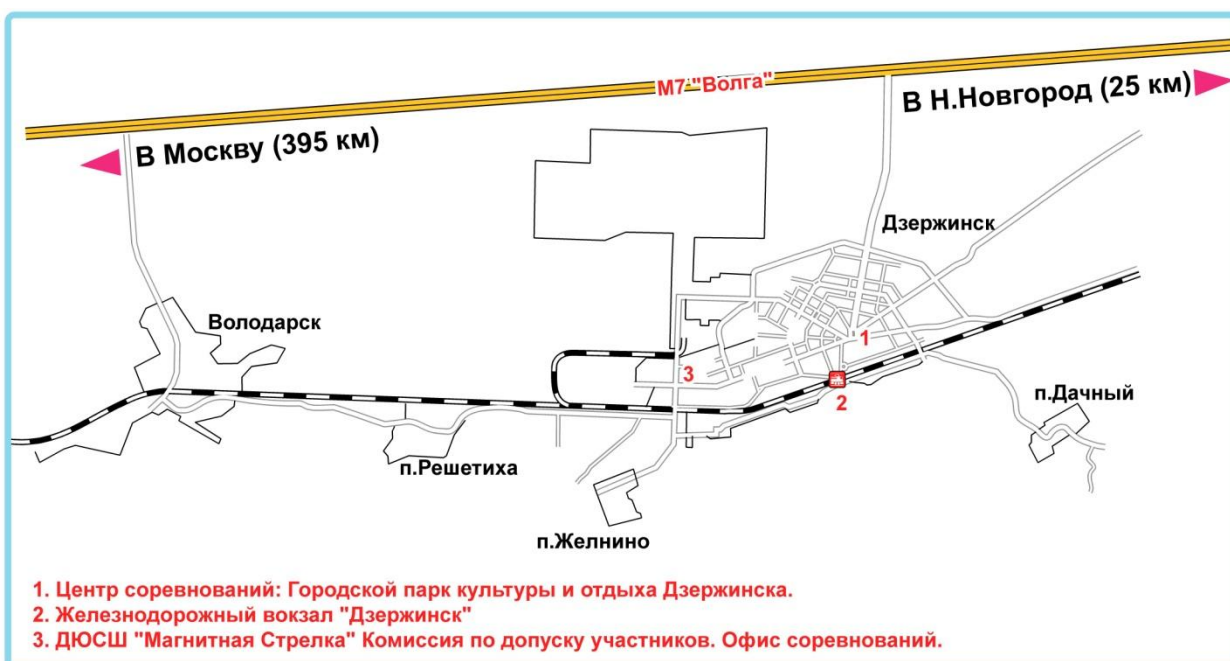 М7 "Волга"
В Н.Новгород (25 км)
В Москву (395 км)
Дзержинск
Володарск
1
3
2
п.Дачный
п.Решетиха
п.Желнино
1. Центр соревнований: Городской парк культуры и отдыха Дзержинска.
2. Железнодорожный вокзал "Дзержинск"
3. ДЮСШ "Магнитная Стрелка" Комиссия по допуску участников. Офис соревнований.